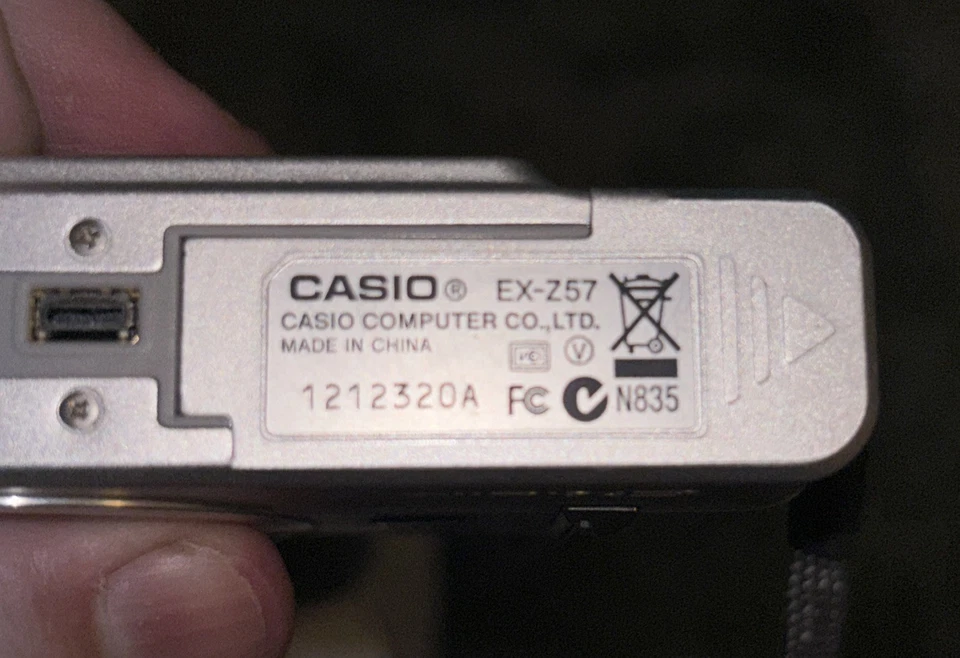 CASIO® EX-Z57
CASIO COMPUTER CO.,LTD.
MADE IN CHINA
1212320A FC N835